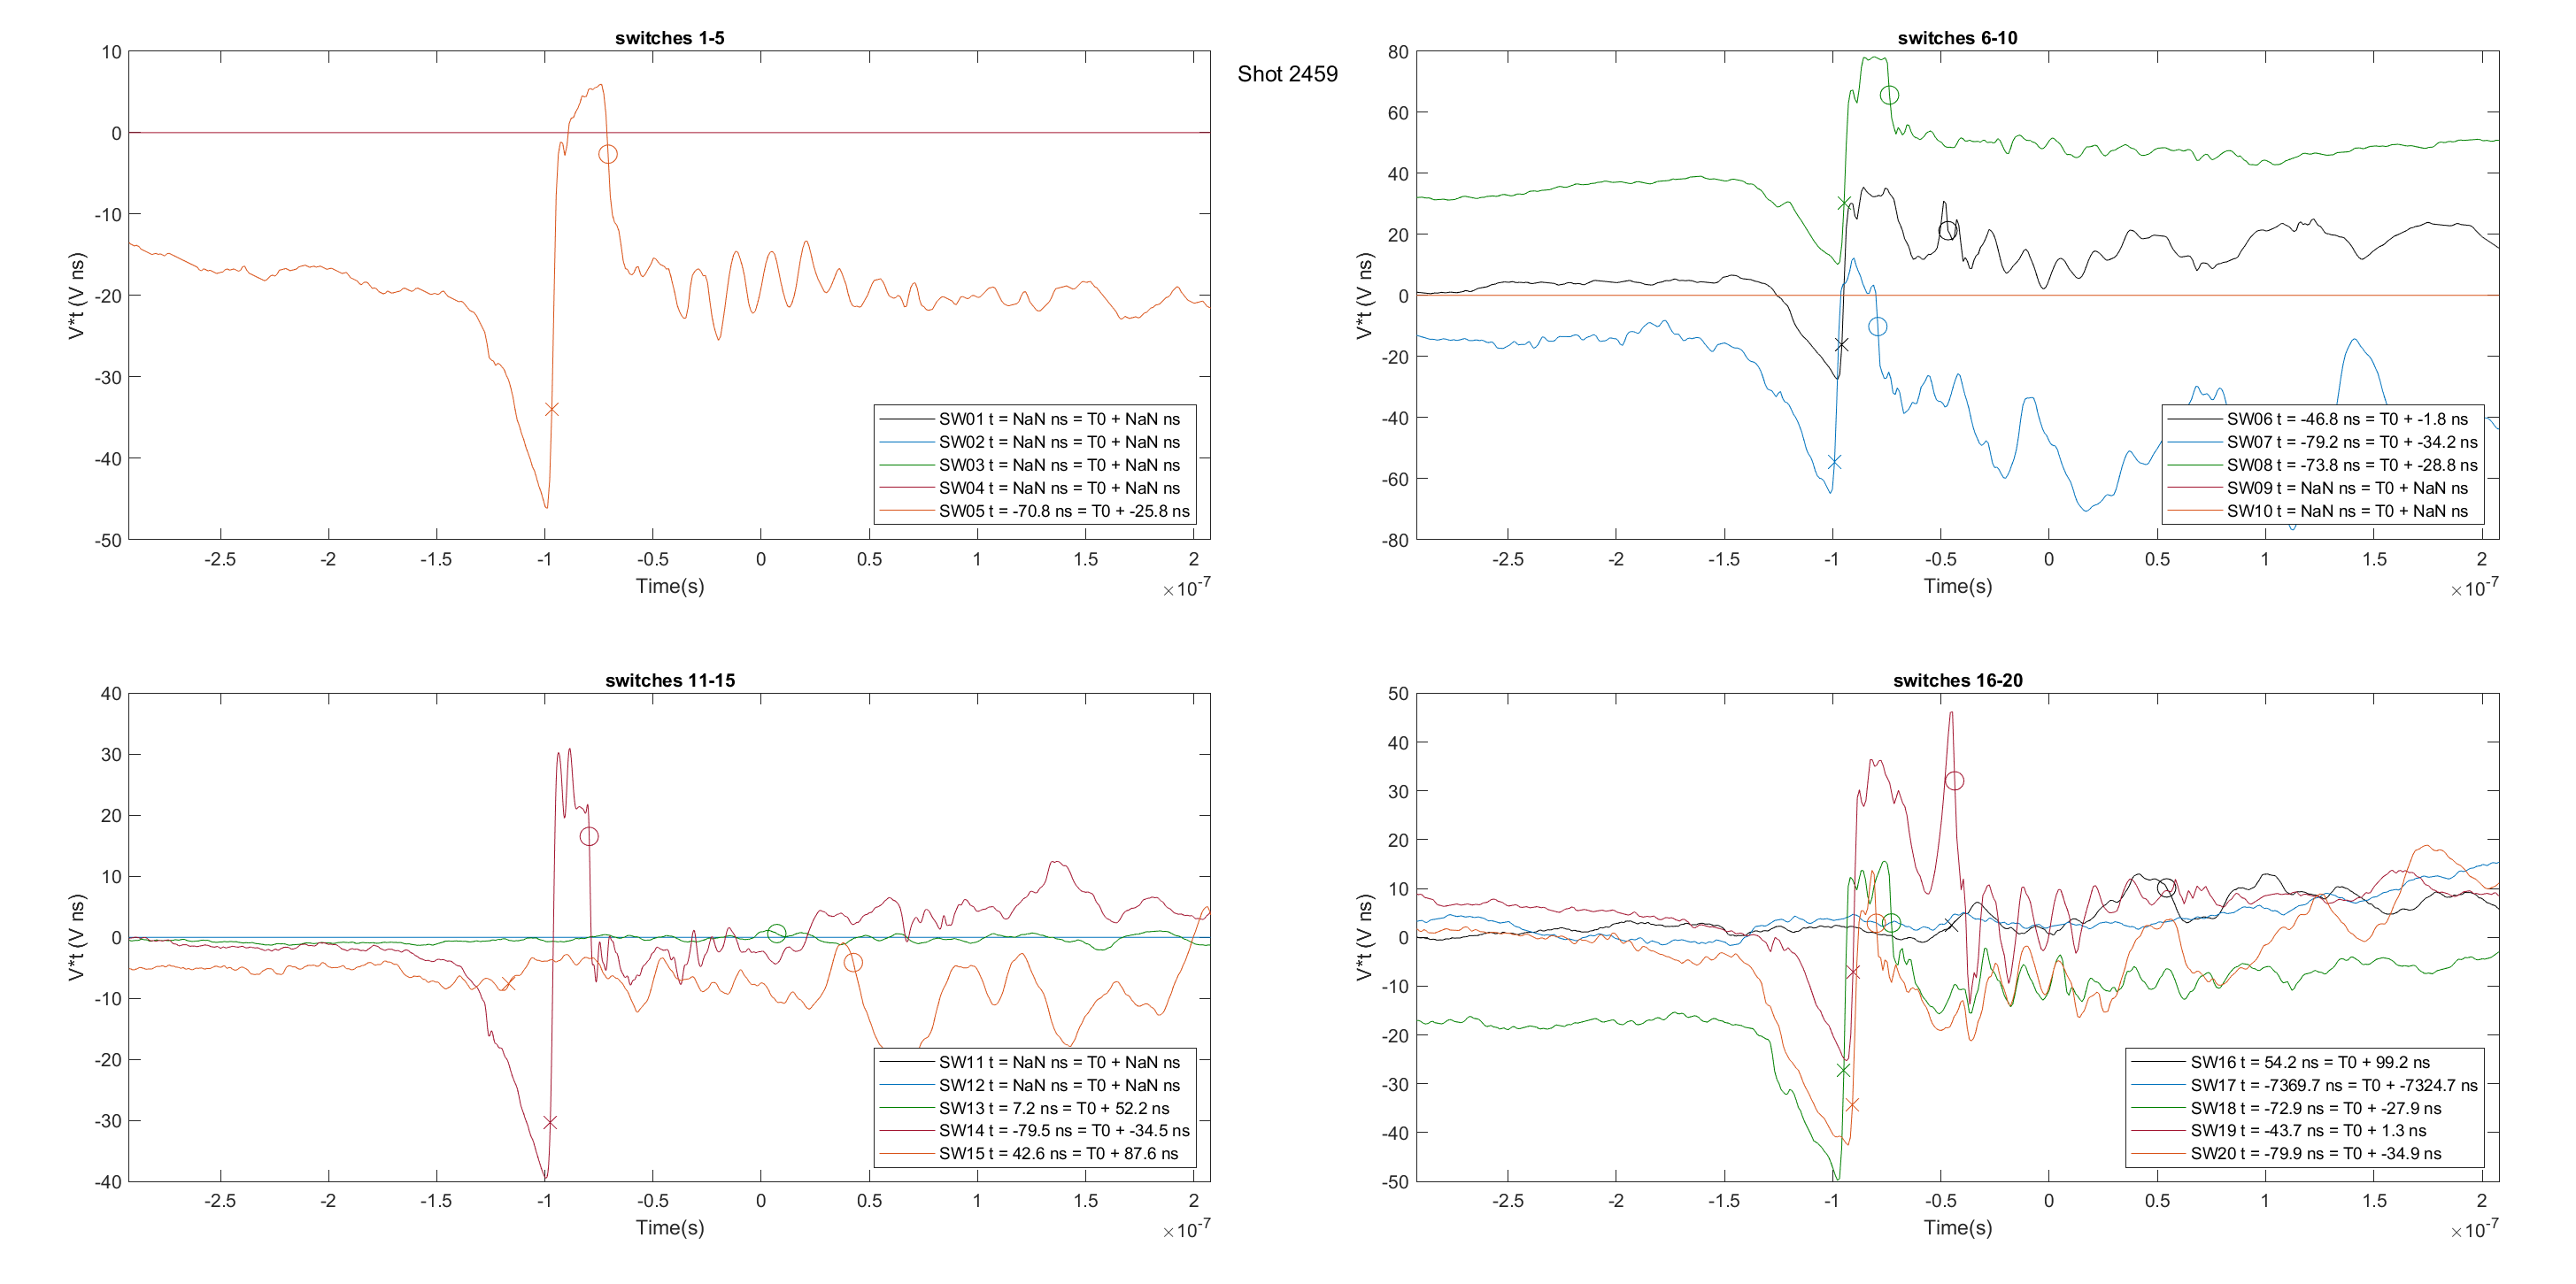 Shot 2459
switches 1-5
10
0
-10
-20
-30
-40
-50
V*t (V ns)
-2.5 -2 -1.5 -1 -0.5 0 0.5 1 1.5 2
Time(s)
×10-7
SW01 t = NaN ns = T0 + NaN ns
SW02 t = NaN ns = T0 + NaN ns
SW03 t = NaN ns = T0 + NaN ns
SW04 t = NaN ns = T0 + NaN ns
SW05 t = -70.8 ns = T0 + -25.8 ns
switches 6-10
80
60
40
20
0
-20
-40
-60
-80
V*t (V ns)
-2.5 -2 -1.5 -1 -0.5 0 0.5 1 1.5 2
Time(s)
×10-7
SW06 t = -46.8 ns = T0 + -1.8 ns
SW07 t = -79.2 ns = T0 + -34.2 ns
SW08 t = -73.8 ns = T0 + -28.8 ns
SW09 t = NaN ns = T0 + NaN ns
SW10 t = NaN ns = T0 + NaN ns
switches 11-15
40
30
20
10
0
-10
-20
-30
-40
V*t (V ns)
-2.5 -2 -1.5 -1 -0.5 0 0.5 1 1.5 2
Time(s)
×10-7
SW11 t = NaN ns = T0 + NaN ns
SW12 t = NaN ns = T0 + NaN ns
SW13 t = 7.2 ns = T0 + 52.2 ns
SW14 t = -79.5 ns = T0 + -34.5 ns
SW15 t = 42.6 ns = T0 + 87.6 ns
switches 16-20
50
40
30
20
10
0
-10
-20
-30
-40
-50
V*t (V ns)
-2.5 -2 -1.5 -1 -0.5 0 0.5 1 1.5 2
Time(s)
×10-7
SW16 t = 54.2 ns = T0 + 99.2 ns
SW17 t = -7369.7 ns = T0 + -7324.7 ns
SW18 t = -72.9 ns = T0 + -27.9 ns
SW19 t = -43.7 ns = T0 + 1.3 ns
SW20 t = -79.9 ns = T0 + -34.9 ns